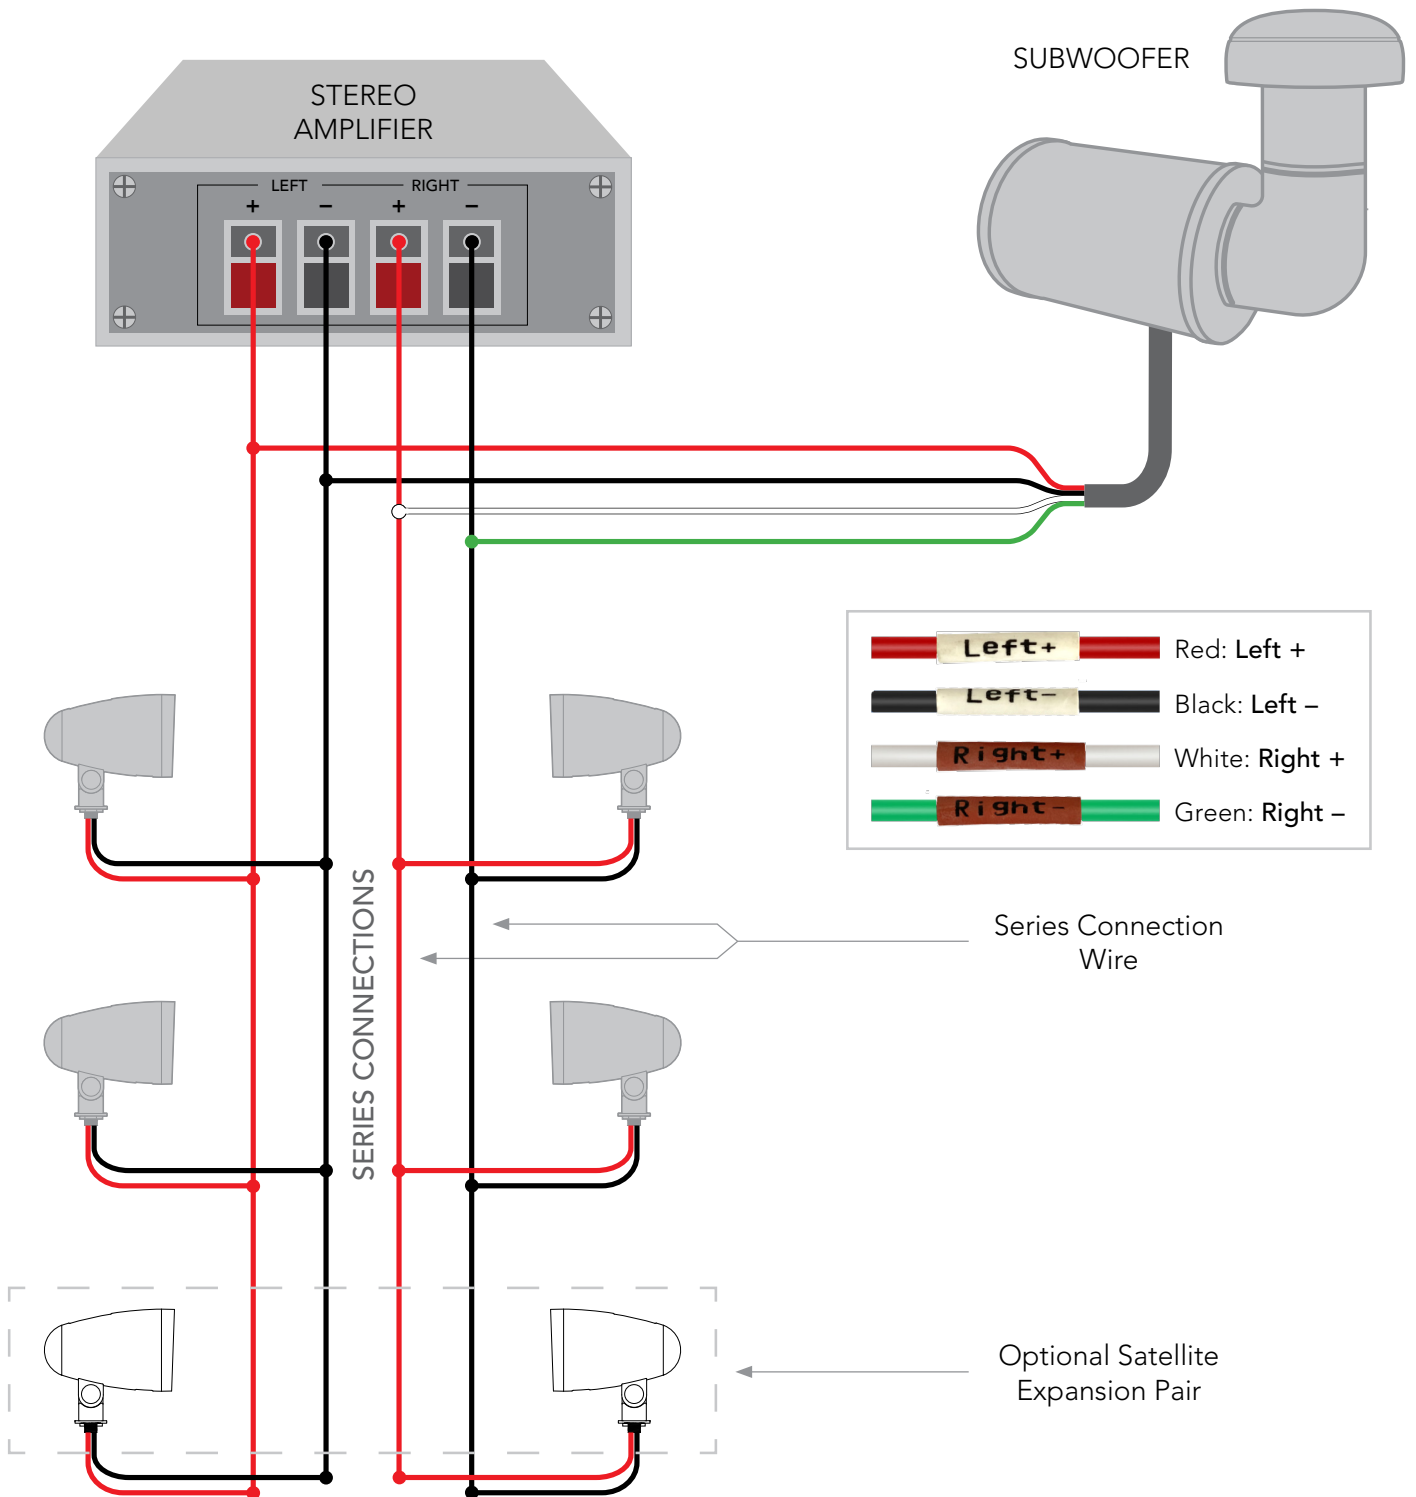 SUBWOOFER
STEREO
AMPLIFIER
LEFT RIGHT
+ – + –
Left+ Red: Left +
Left- Black: Left –
Right+ White: Right +
Right- Green: Right –
SERIES CONNECTIONS
Series Connection
Wire
Optional Satellite
Expansion Pair